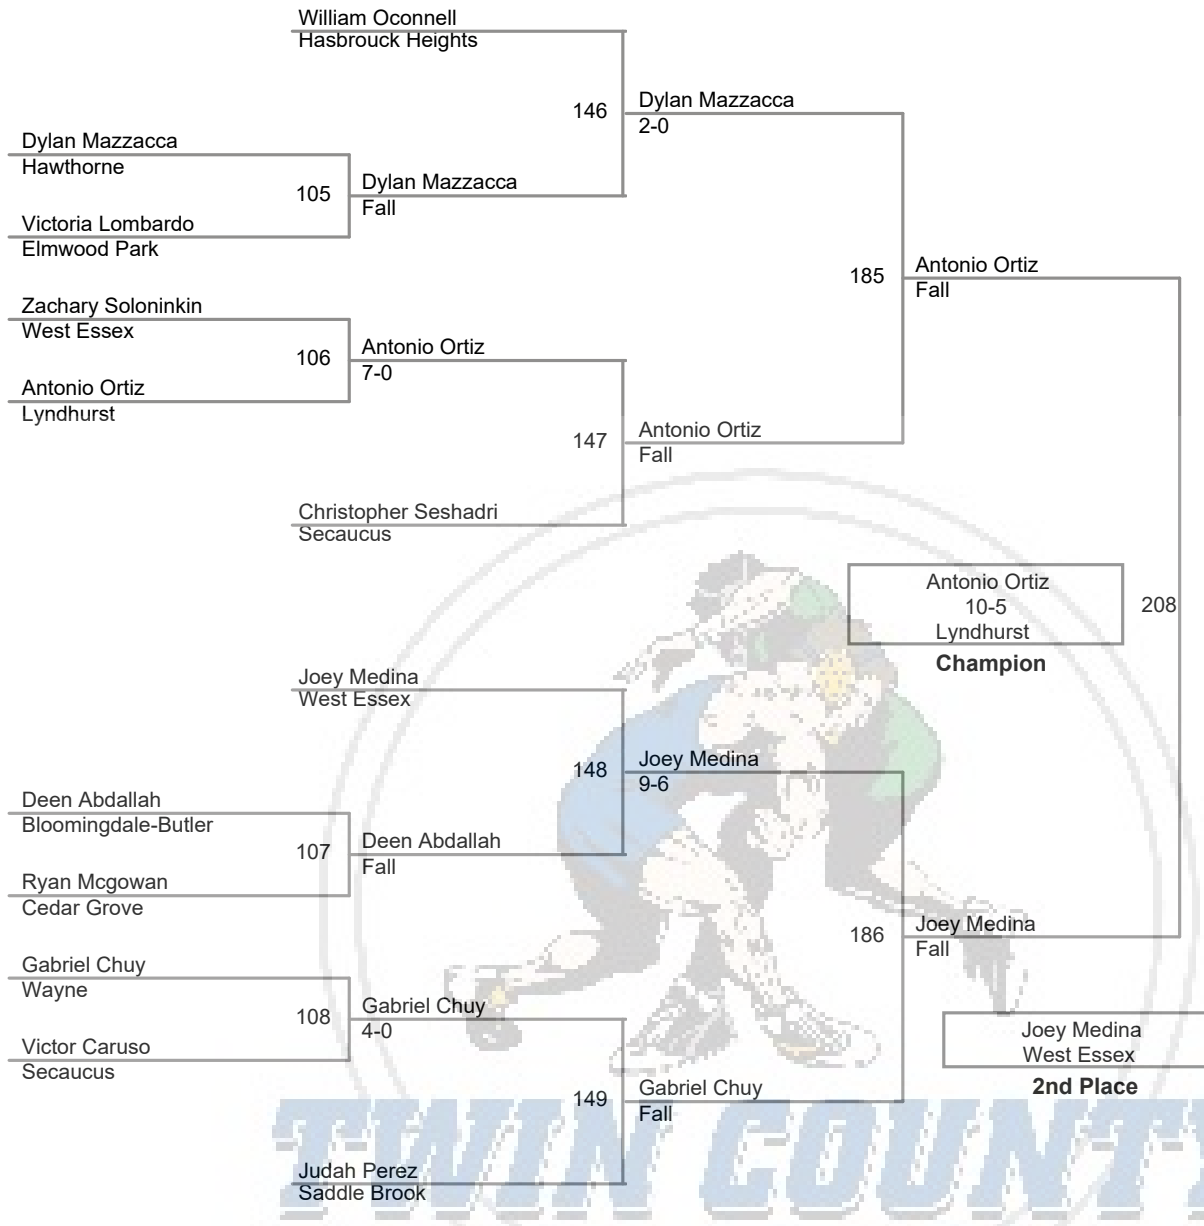 William Oconnell
Hasbrouck Heights
146
Dylan Mazzacca
2-0
Dylan Mazzacca
Hawthorne
105
Dylan Mazzacca
Fall
Victoria Lombardo
Elmwood Park
185
Antonio Ortiz
Fall
Zachary Soloninkin
West Essex
106
Antonio Ortiz
7-0
Antonio Ortiz
Lyndhurst
147
Antonio Ortiz
Fall
Christopher Seshadri
Secaucus
Antonio Ortiz
10-5
Lyndhurst
208
Champion
Joey Medina
West Essex
148
Joey Medina
9-6
Deen Abdallah
Bloomingdale-Butler
107
Deen Abdallah
Fall
Ryan Mcgowan
Cedar Grove
186
Joey Medina
Fall
Gabriel Chuy
Wayne
108
Gabriel Chuy
4-0
Victor Caruso
Secaucus
Joey Medina
West Essex
2nd Place
149
Gabriel Chuy
Fall
Judah Perez
Saddle Brook
TWIN COUNTY